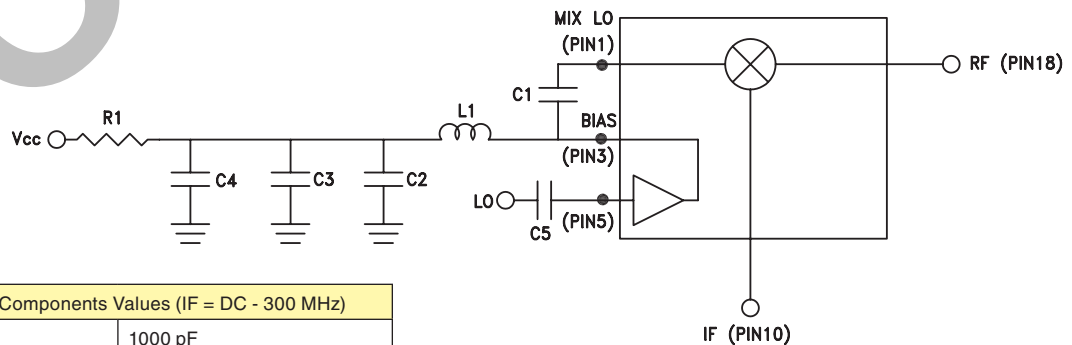 MIX LO
(PIN1)
RF (PIN18)
C1
R1
L1
BIAS
Vcc
(PIN3)
C4
C3
C2
LO
C5
(PIN5)
Components Values (IF = DC - 300 MHz)
1000 pF
IF (PIN10)